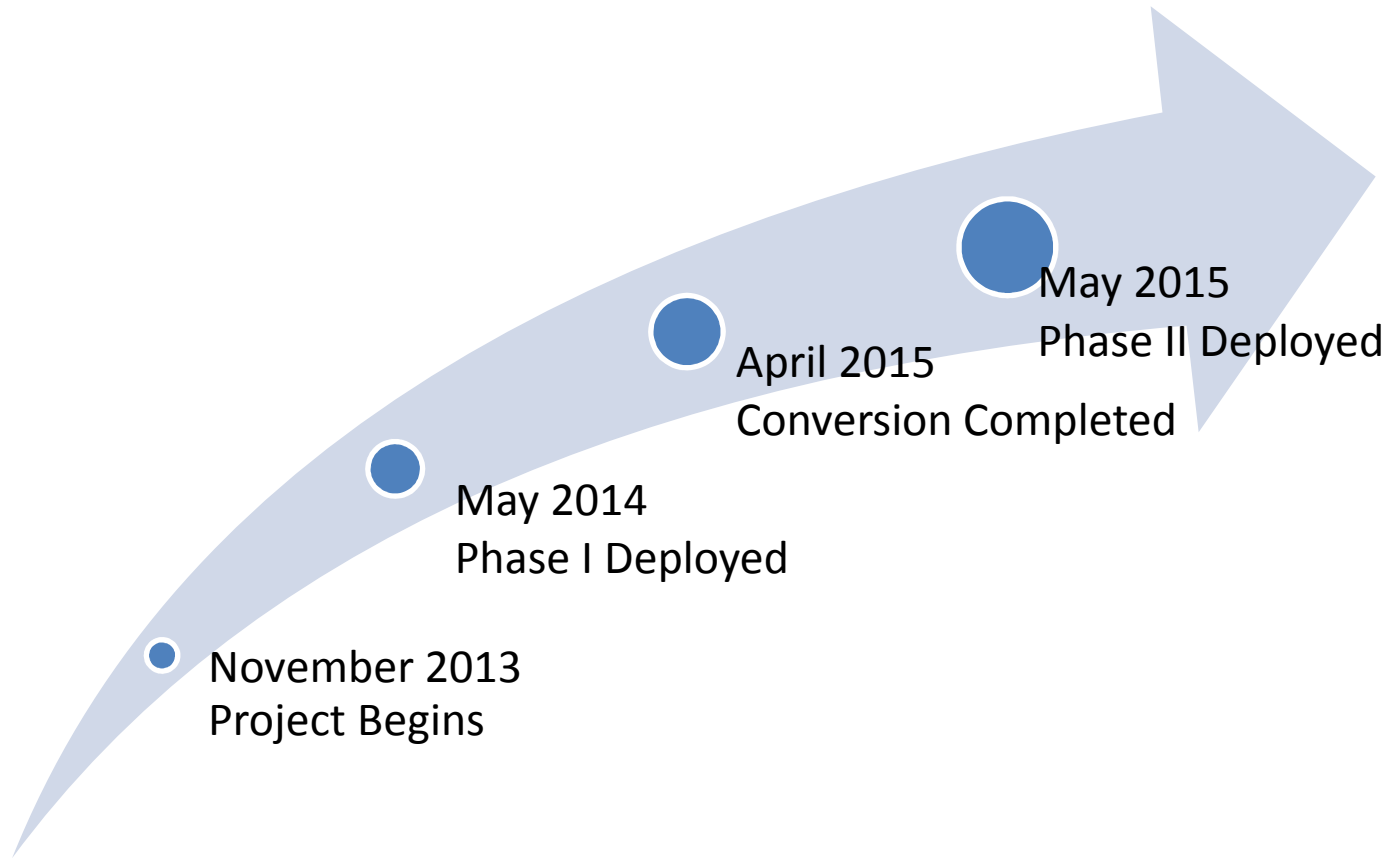 November 2013
Project Begins
May 2014
Phase I Deployed
April 2015
Conversion Completed
May 2015
Phase II Deployed